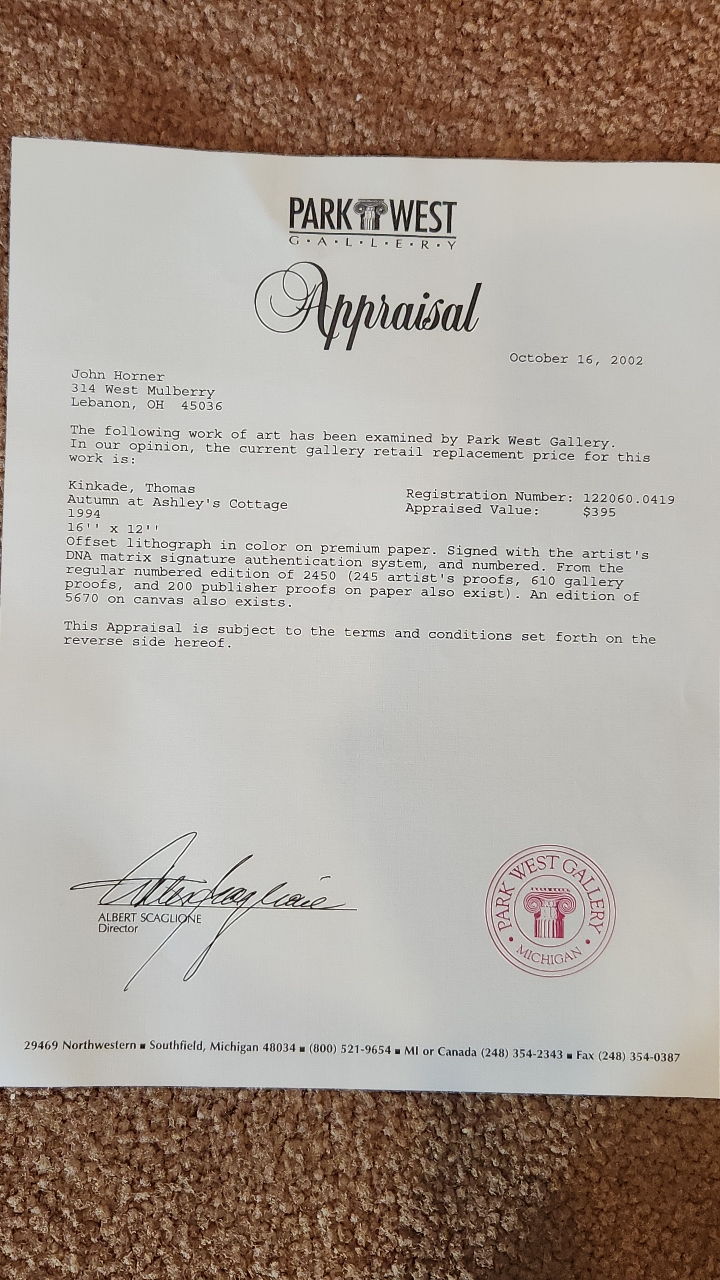 PARK WEST
G·A·L·L·E·R·Y
Appraisal
October 16, 2002
John Horner
314 West Mulberry
Lebanon, OH  45036
The following work of art has been examined by Park West Gallery.
In our opinion, the current gallery retail replacement price for this
work is:
Kinkade, Thomas
Autumn at Ashley's Cottage
1994
16'' x 12''
Registration Number: 122060.0419
Appraised Value: $395
Offset lithograph in color on premium paper. Signed with the artist's
DNA matrix signature authentication system, and numbered. From the
regular numbered edition of 2450 (245 artist's proofs, 610 gallery
proofs, and 200 publisher proofs on paper also exist). An edition of
5670 on canvas also exists.
This Appraisal is subject to the terms and conditions set forth on the
reverse side hereof.
Albert Scaglione
ALBERT SCAGLIONE
Director
PARK WEST GALLERY
• MICHIGAN •
29469 Northwestern ■ Southfield, Michigan 48034 ■ (800) 521-9654 ■ MI or Canada (248) 354-2343 ■ Fax (248) 354-0387